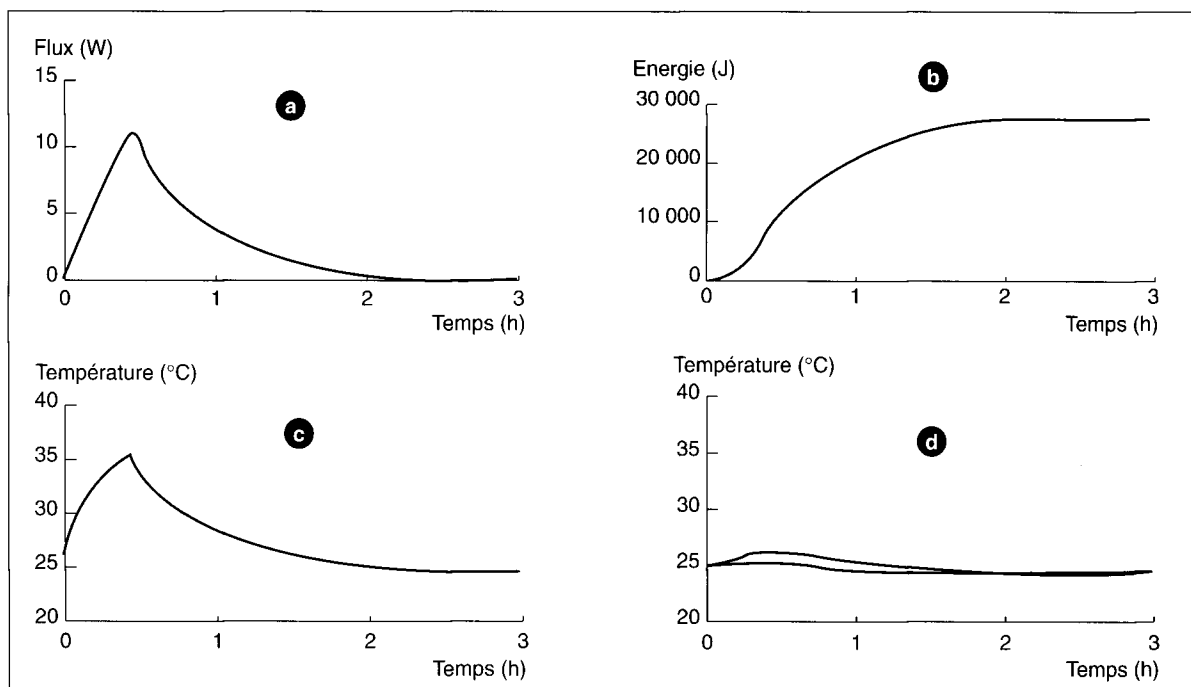 Flux (W)
15
10
5
0
a
0 1 2 3
Temps (h)
Energie (J)
30 000
20 000
10 000
0
b
0 1 2 3
Temps (h)
Température (°C)
40
35
30
25
20
c
0 1 2 3
Temps (h)
Température (°C)
40
35
30
25
20
d
0 1 2 3
Temps (h)